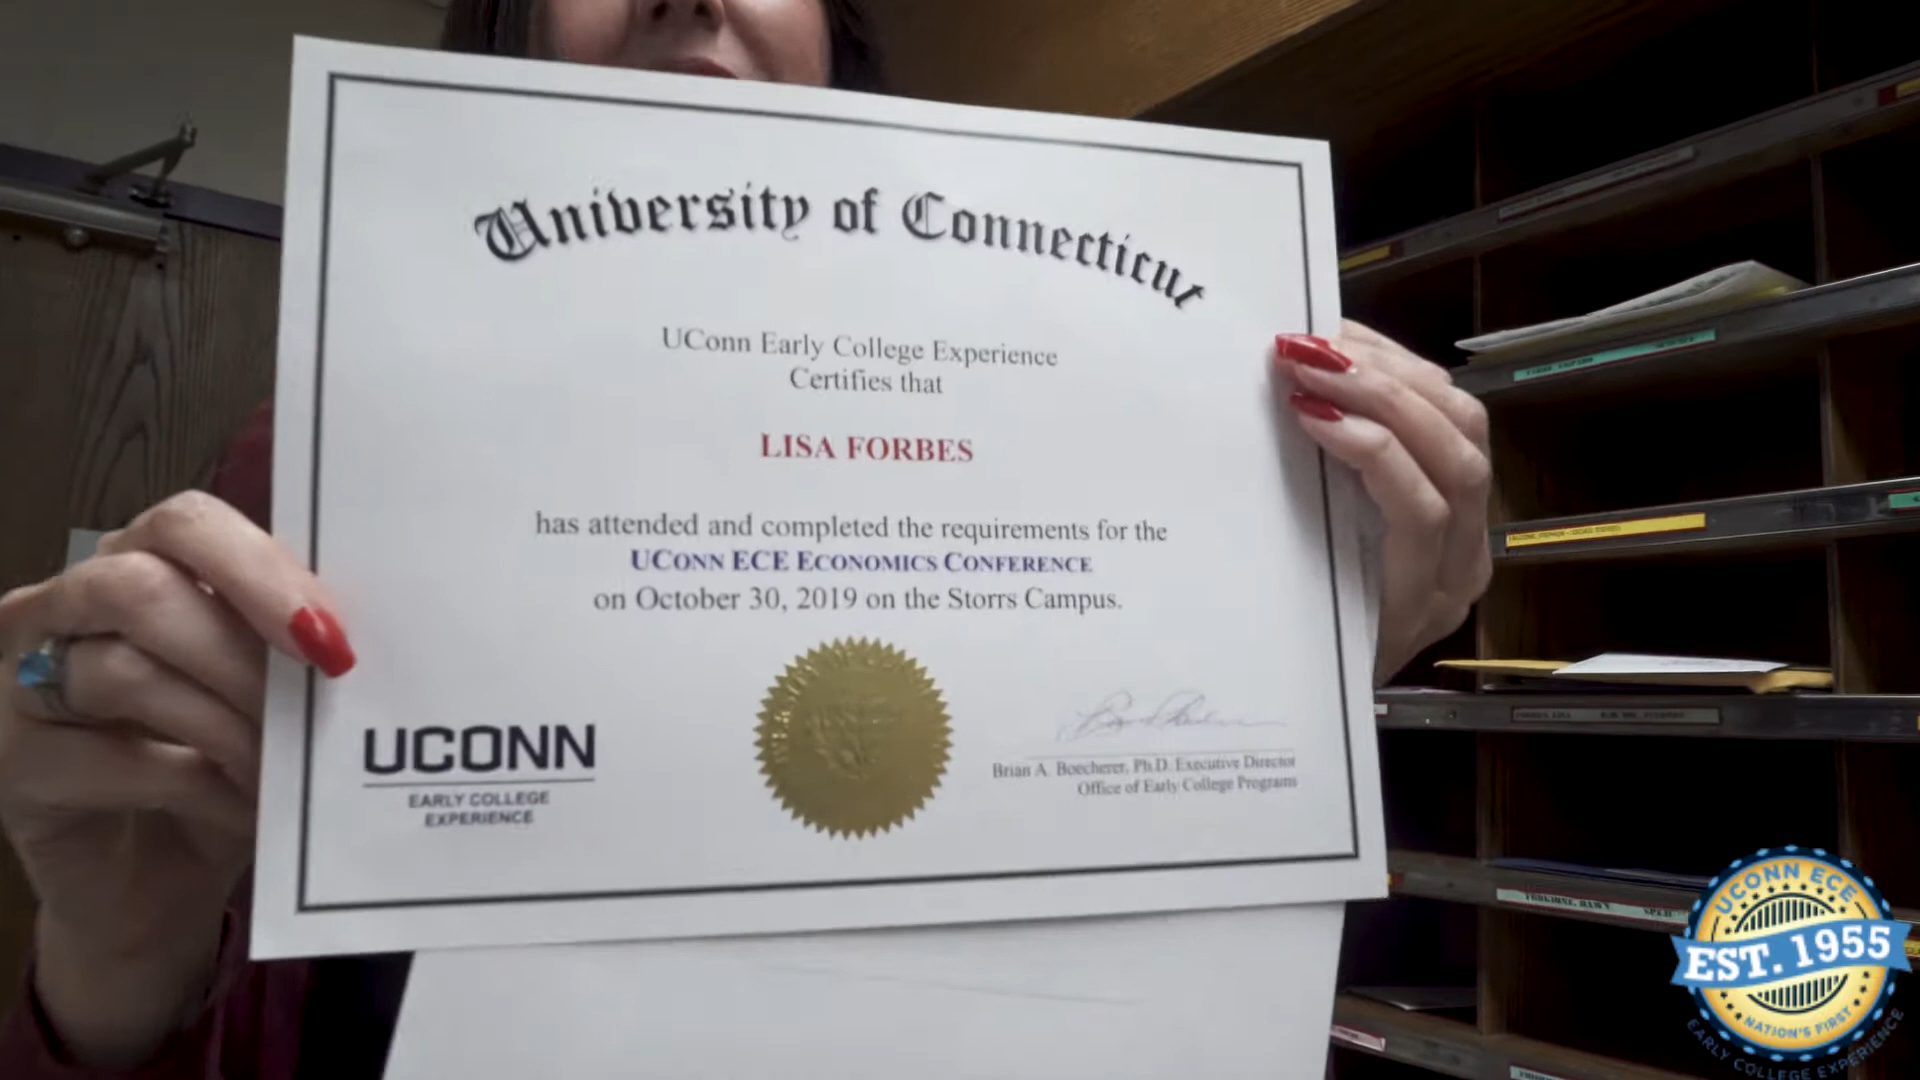 University of Connecticut
UConn Early College Experience
Certifies that
LISA FORBES
has attended and completed the requirements for the
UCONN ECE ECONOMICS CONFERENCE
on October 30, 2019 on the Storrs Campus.
UCONN
EARLY COLLEGE
EXPERIENCE
Brian A. Boecherer, Ph.D. Executive Director
Office of Early College Programs
UCONN ECE
EST. 1955
NATION'S FIRST
EARLY COLLEGE EXPERIENCE